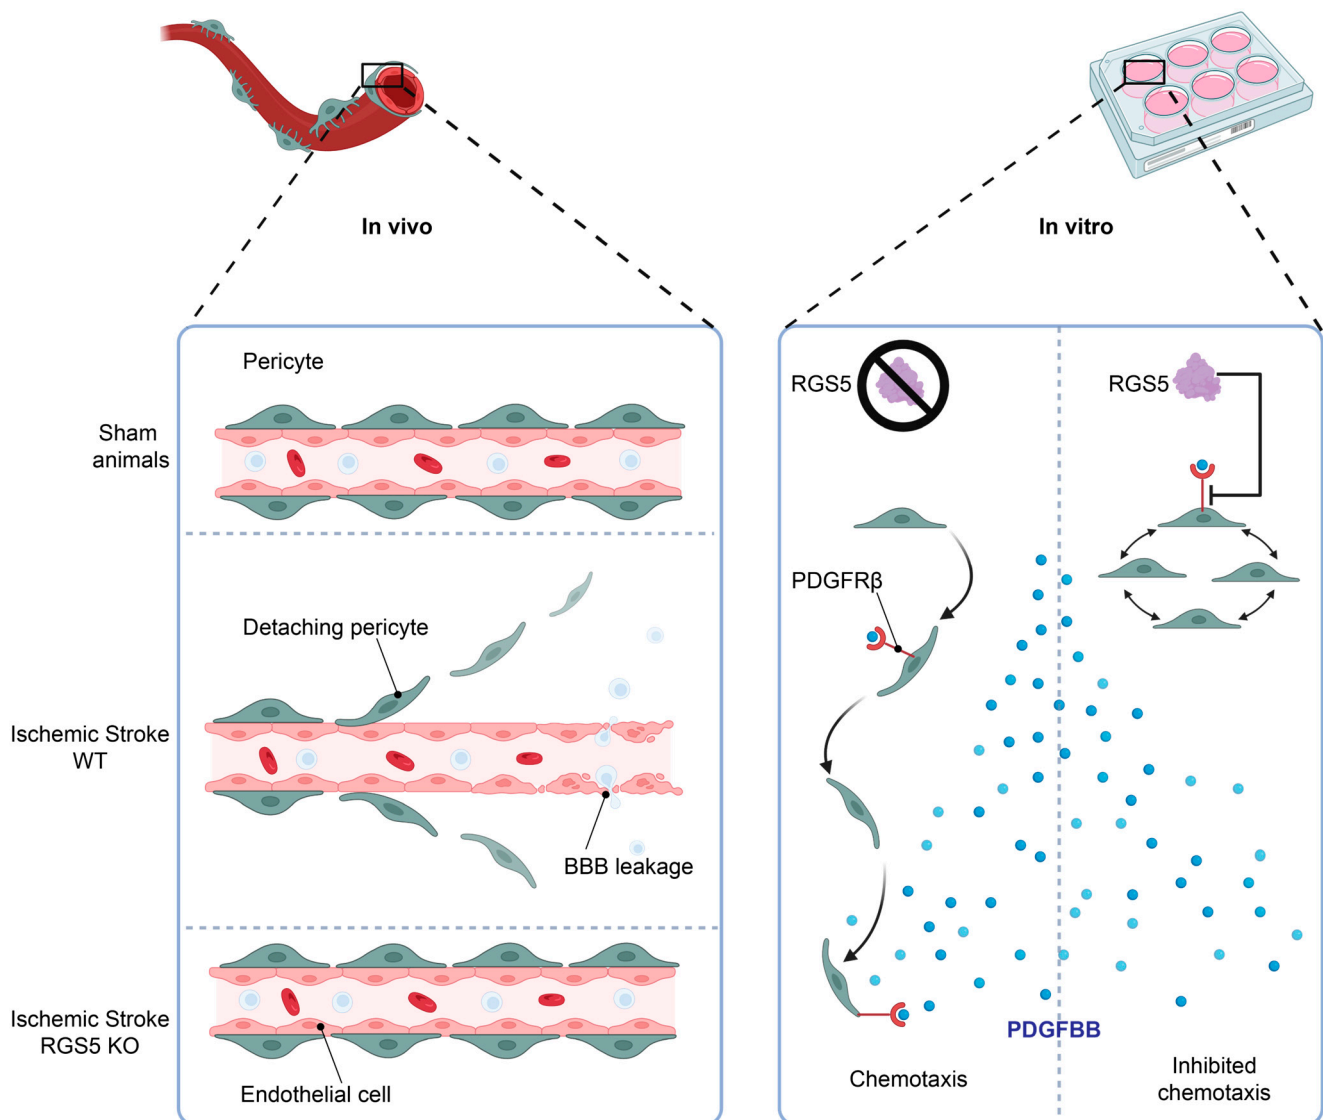 In vivo
In vitro
Pericyte
Sham
animals
Detaching pericyte
Ischemic Stroke
WT
BBB leakage
Ischemic Stroke
RGS5 KO
Endothelial cell
RGS5
RGS5
PDGFRβ
PDGFBB
Chemotaxis
Inhibited
chemotaxis